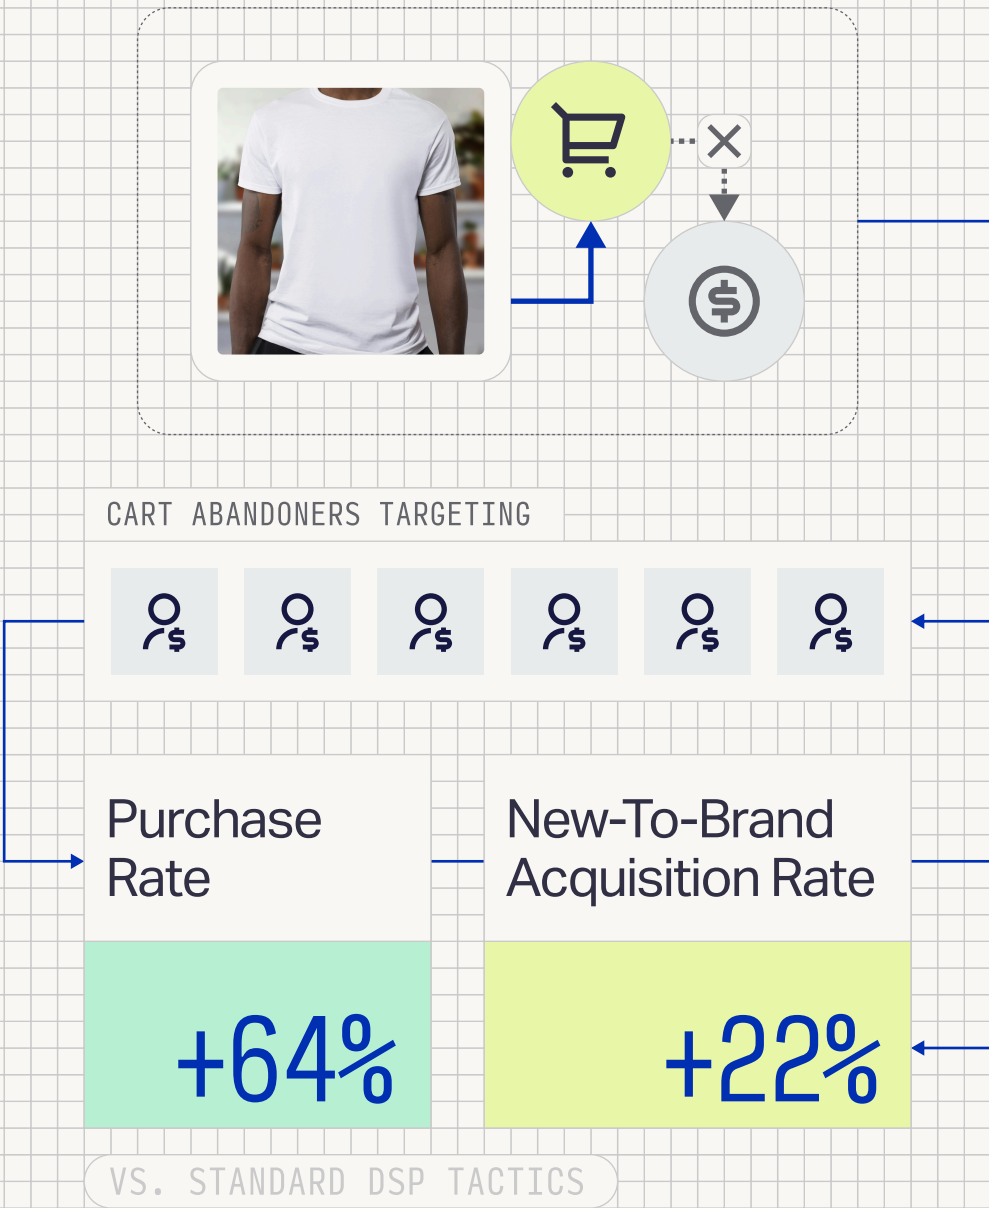 CART ABANDONERS TARGETING
Purchase
Rate
New-To-Brand
Acquisition Rate
+64%
+22%
VS. STANDARD DSP TACTICS